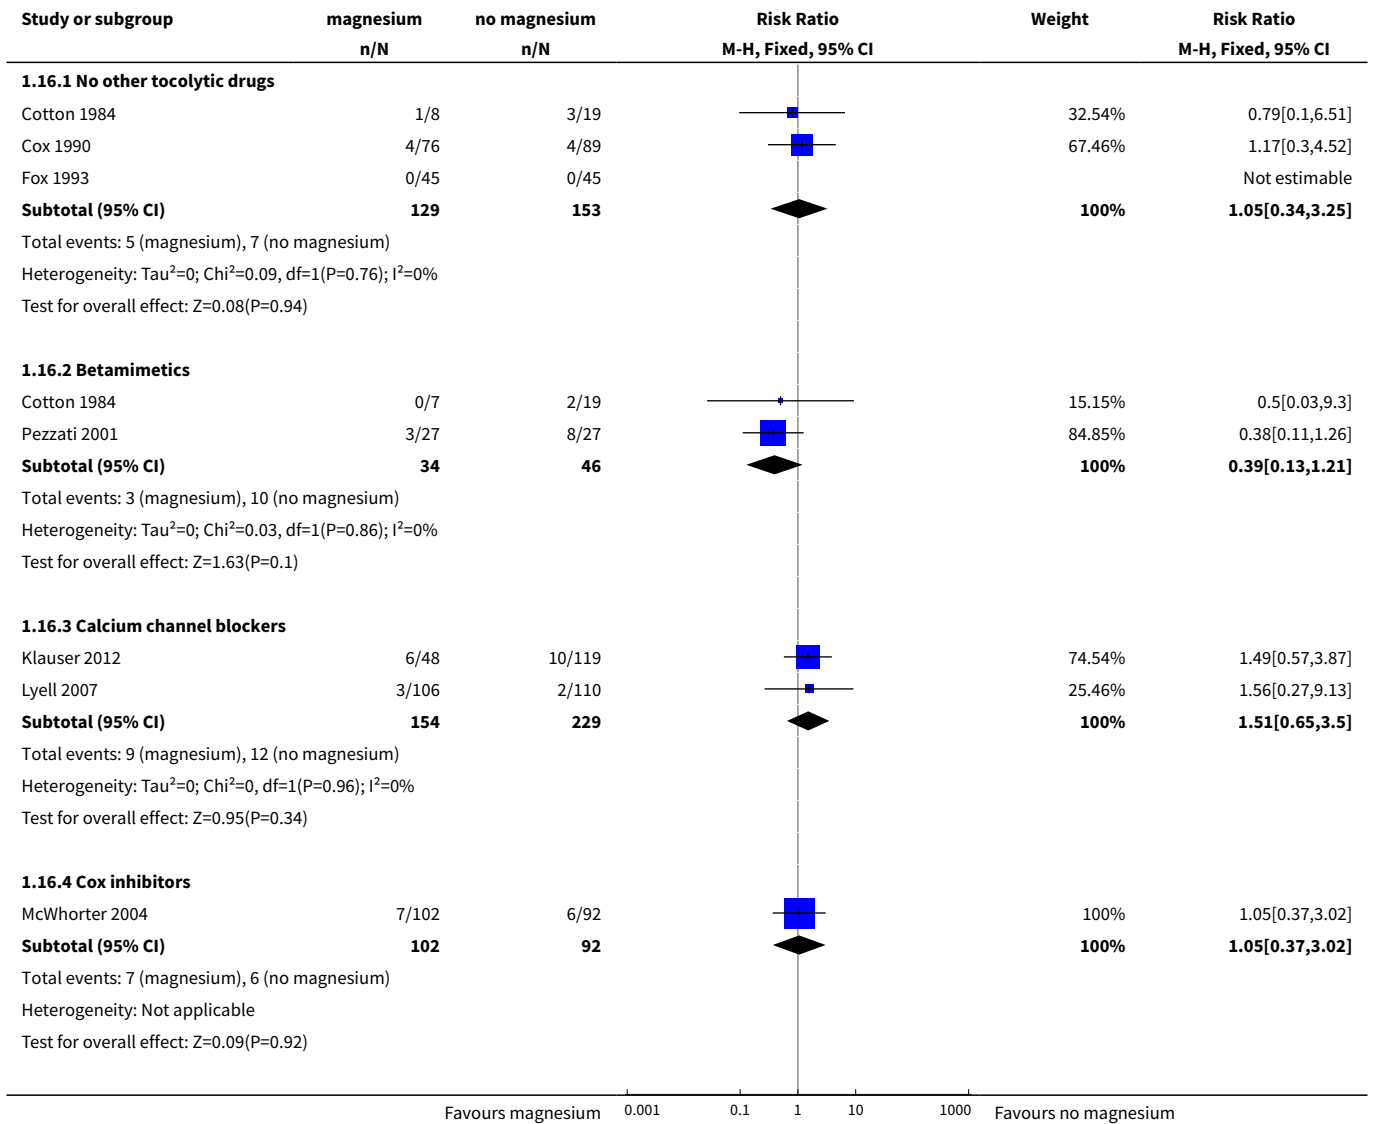 Study or subgroup magnesium no magnesium Risk Ratio Weight Risk Ratio
n/N n/N M-H, Fixed, 95% CI M-H, Fixed, 95% CI
1.16.1 No other tocolytic drugs
Cotton 1984 1/8 3/19 32.54% 0.79[0.1,6.51]
Cox 1990 4/76 4/89 67.46% 1.17[0.3,4.52]
Fox 1993 0/45 0/45 Not estimable
Subtotal (95% CI) 129 153 100% 1.05[0.34,3.25]
Total events: 5 (magnesium), 7 (no magnesium)
Heterogeneity: Tau²=0; Chi²=0.09, df=1(P=0.76); I²=0%
Test for overall effect: Z=0.08(P=0.94)
1.16.2 Betamimetics
Cotton 1984 0/7 2/19 15.15% 0.5[0.03,9.3]
Pezzati 2001 3/27 8/27 84.85% 0.38[0.11,1.26]
Subtotal (95% CI) 34 46 100% 0.39[0.13,1.21]
Total events: 3 (magnesium), 10 (no magnesium)
Heterogeneity: Tau²=0; Chi²=0.03, df=1(P=0.86); I²=0%
Test for overall effect: Z=1.63(P=0.1)
1.16.3 Calcium channel blockers
Klauser 2012 6/48 10/119 74.54% 1.49[0.57,3.87]
Lyell 2007 3/106 2/110 25.46% 1.56[0.27,9.13]
Subtotal (95% CI) 154 229 100% 1.51[0.65,3.5]
Total events: 9 (magnesium), 12 (no magnesium)
Heterogeneity: Tau²=0; Chi²=0, df=1(P=0.96); I²=0%
Test for overall effect: Z=0.95(P=0.34)
1.16.4 Cox inhibitors
McWhorter 2004 7/102 6/92 100% 1.05[0.37,3.02]
Subtotal (95% CI) 102 92 100% 1.05[0.37,3.02]
Total events: 7 (magnesium), 6 (no magnesium)
Heterogeneity: Not applicable
Test for overall effect: Z=0.09(P=0.92)
Favours magnesium 0.001 0.1 1 10 1000 Favours no magnesium